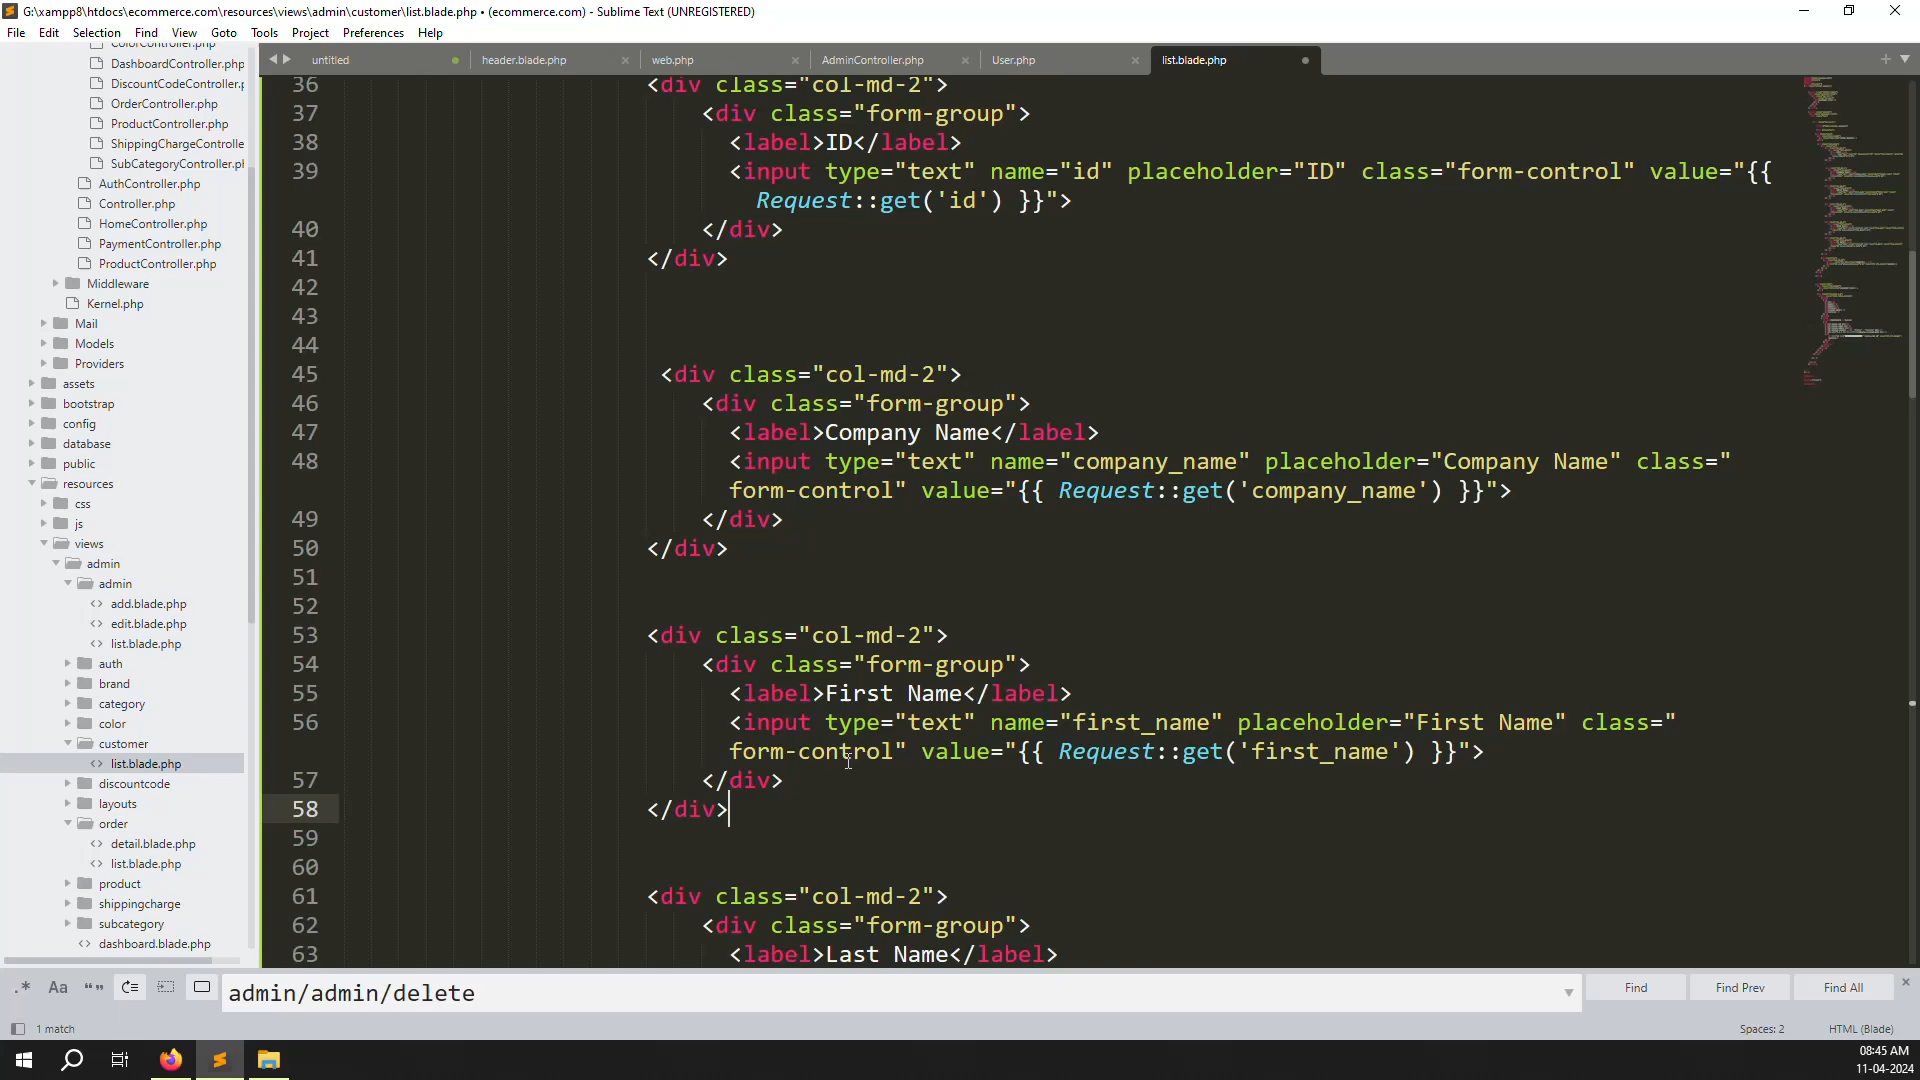 G:\xampp8\htdocs\ecommerce.com\resources\views\admin\customer\list.blade.php • (ecommerce.com) - Sublime Text (UNREGISTERED)
File Edit Selection Find View Goto Tools Project Preferences Help
ColorController.php
DashboardController.php
DiscountCodeController.p
OrderController.php
ProductController.php
ShippingChargeControlle
SubCategoryController.ph
AuthController.php
Controller.php
HomeController.php
PaymentController.php
ProductController.php
Middleware
Kernel.php
Mail
Models
Providers
assets
bootstrap
config
database
public
resources
css
js
views
admin
admin
add.blade.php
edit.blade.php
list.blade.php
auth
brand
category
color
customer
list.blade.php
discountcode
layouts
order
detail.blade.php
list.blade.php
product
shippingcharge
subcategory
dashboard.blade.php
untitled header.blade.php web.php AdminController.php User.php list.blade.php
36 <div class="col-md-2">
37 <div class="form-group">
38 <label>ID</label>
39 <input type="text" name="id" placeholder="ID" class="form-control" value="{{
Request::get('id') }}">
40 </div>
41 </div>
42
43
44
45 <div class="col-md-2">
46 <div class="form-group">
47 <label>Company Name</label>
48 <input type="text" name="company_name" placeholder="Company Name" class="
form-control" value="{{ Request::get('company_name') }}">
49 </div>
50 </div>
51
52
53 <div class="col-md-2">
54 <div class="form-group">
55 <label>First Name</label>
56 <input type="text" name="first_name" placeholder="First Name" class="
form-control" value="{{ Request::get('first_name') }}">
57 </div>
58 </div>
59
60
61 <div class="col-md-2">
62 <div class="form-group">
63 <label>Last Name</label>
.* Aa “” admin/admin/delete Find Find Prev Find All
1 match Spaces: 2 HTML (Blade)
08:45 AM
11-04-2024